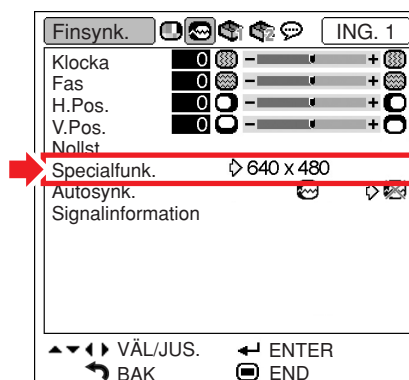 Finsynk. ING. 1
Klocka 0 - +
Fas 0 - +
H.Pos. 0 - +
V.Pos. 0 - +
Nollst.
Specialfunk. 640 x 480
Autosynk.
Signalinformation
VÄL/JUS. ENTER
BAK END